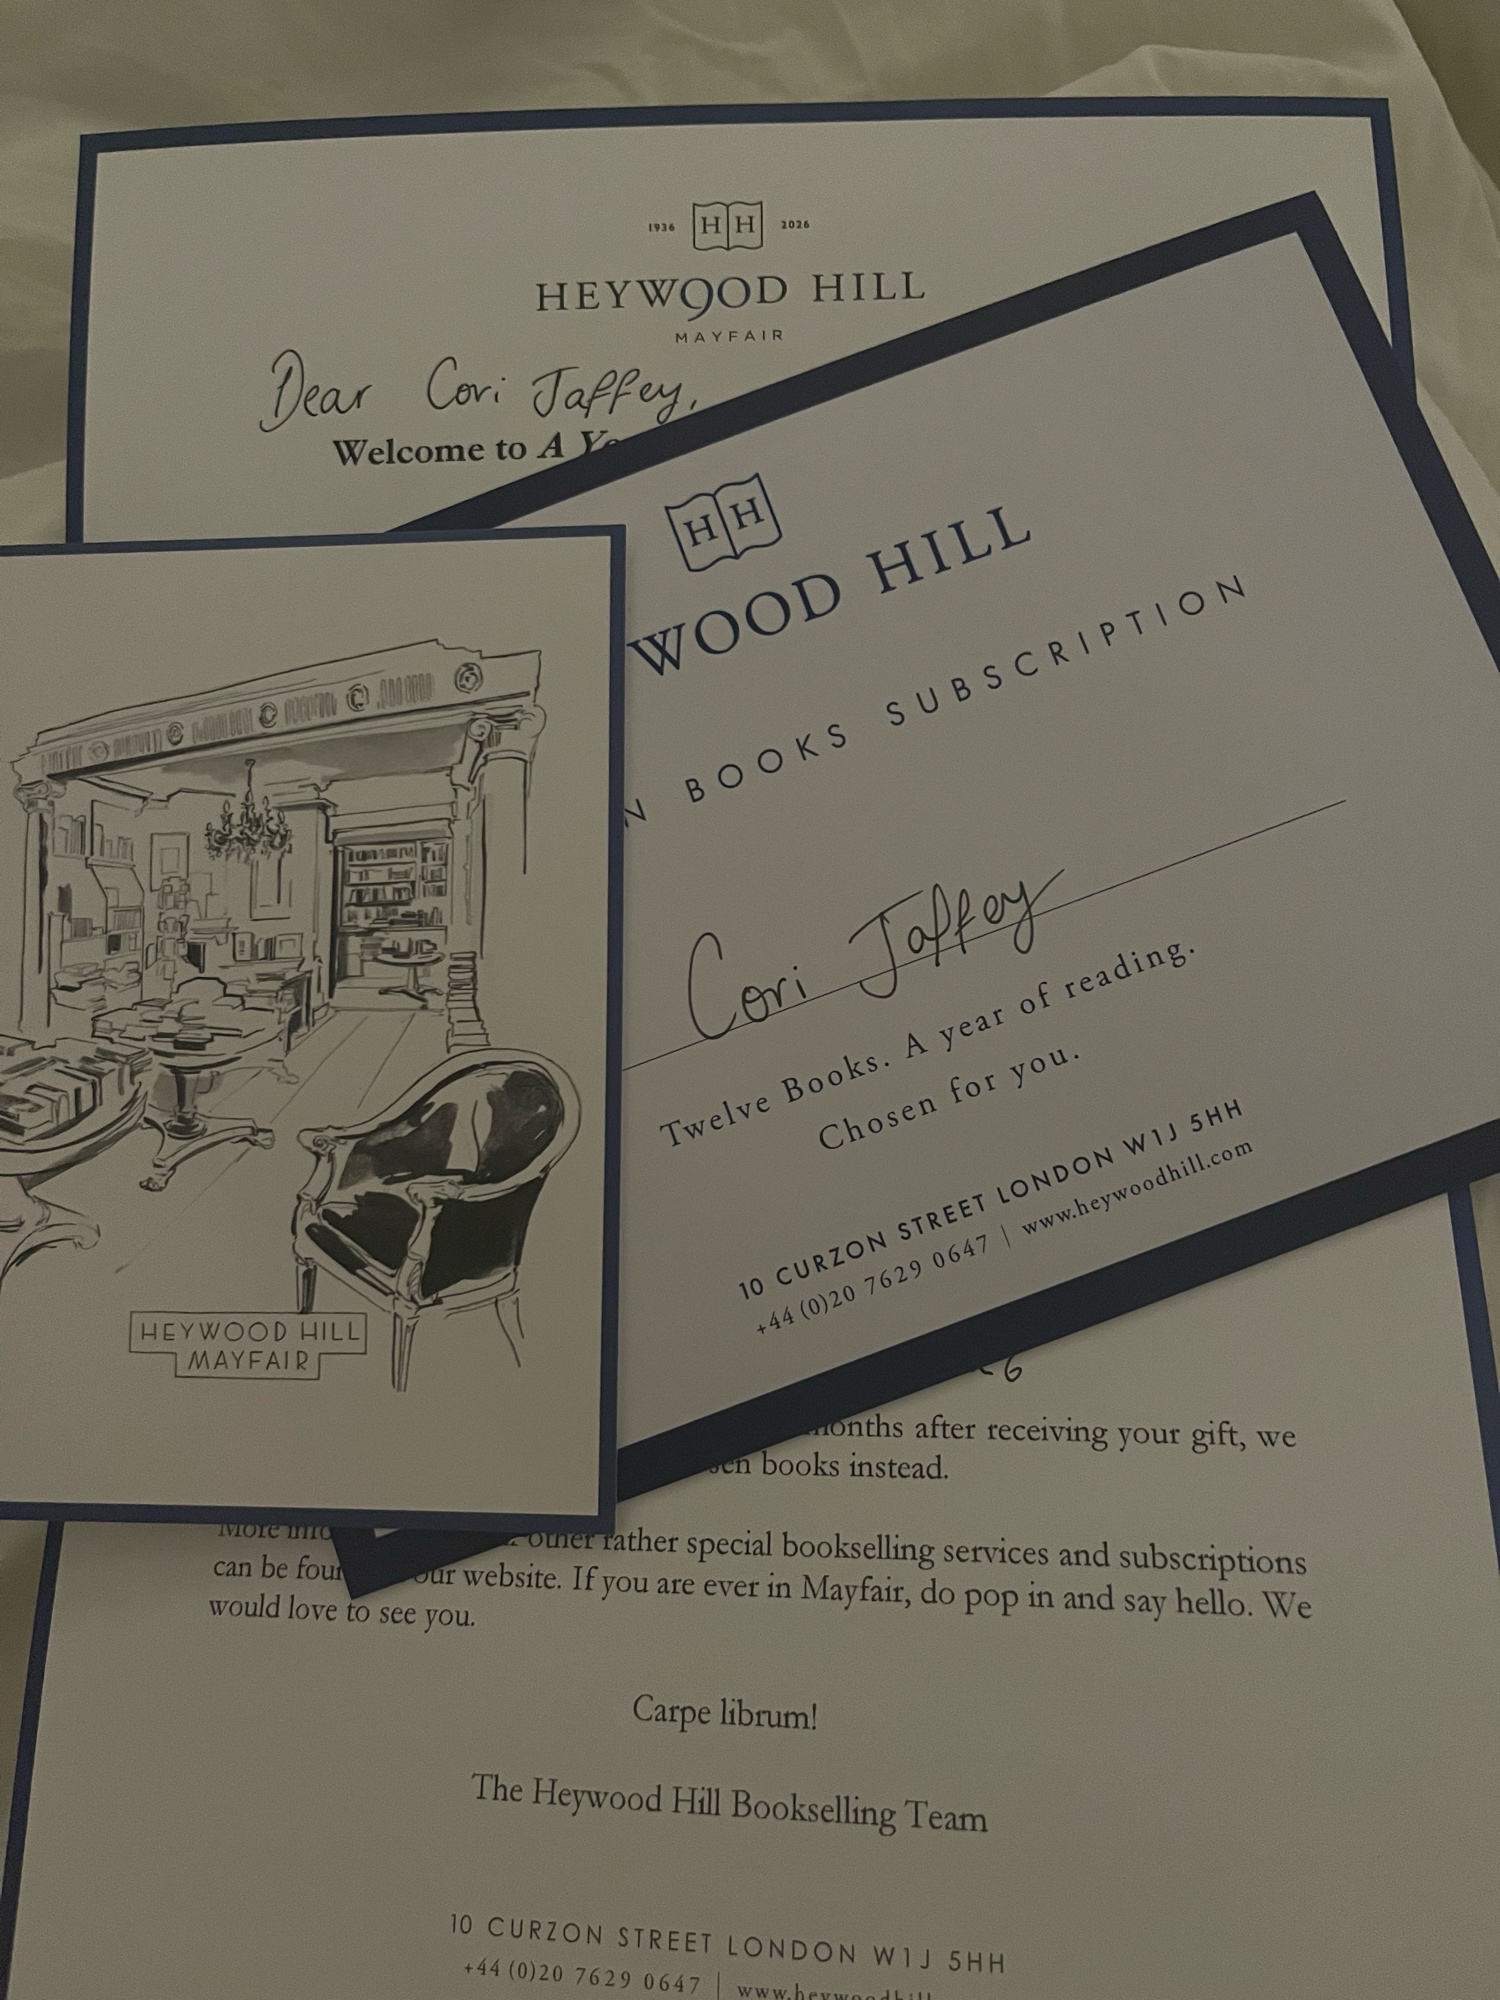 1936 HH 2026
HEYWOOD HILL
MAYFAIR
Dear Cori Jaffey,
Welcome to A
HH
WOOD HILL
N BOOKS SUBSCRIPTION
Cori Jaffey
Twelve Books. A year of reading.
Chosen for you.
10 CURZON STREET LONDON W1J 5HH
+44 (0)20 7629 0647 | www.heywoodhill.com
HEYWOOD HILL
MAYFAIR
6
months after receiving your gift, we
books instead.
More other rather special bookselling services and subscriptions
can be our website. If you are ever in Mayfair, do pop in and say hello. We
would love to see you.
Carpe librum!
The Heywood Hill Bookselling Team
10 CURZON STREET LONDON W1J 5HH
+44 (0)20 7629 0647 | www.heywoodhill